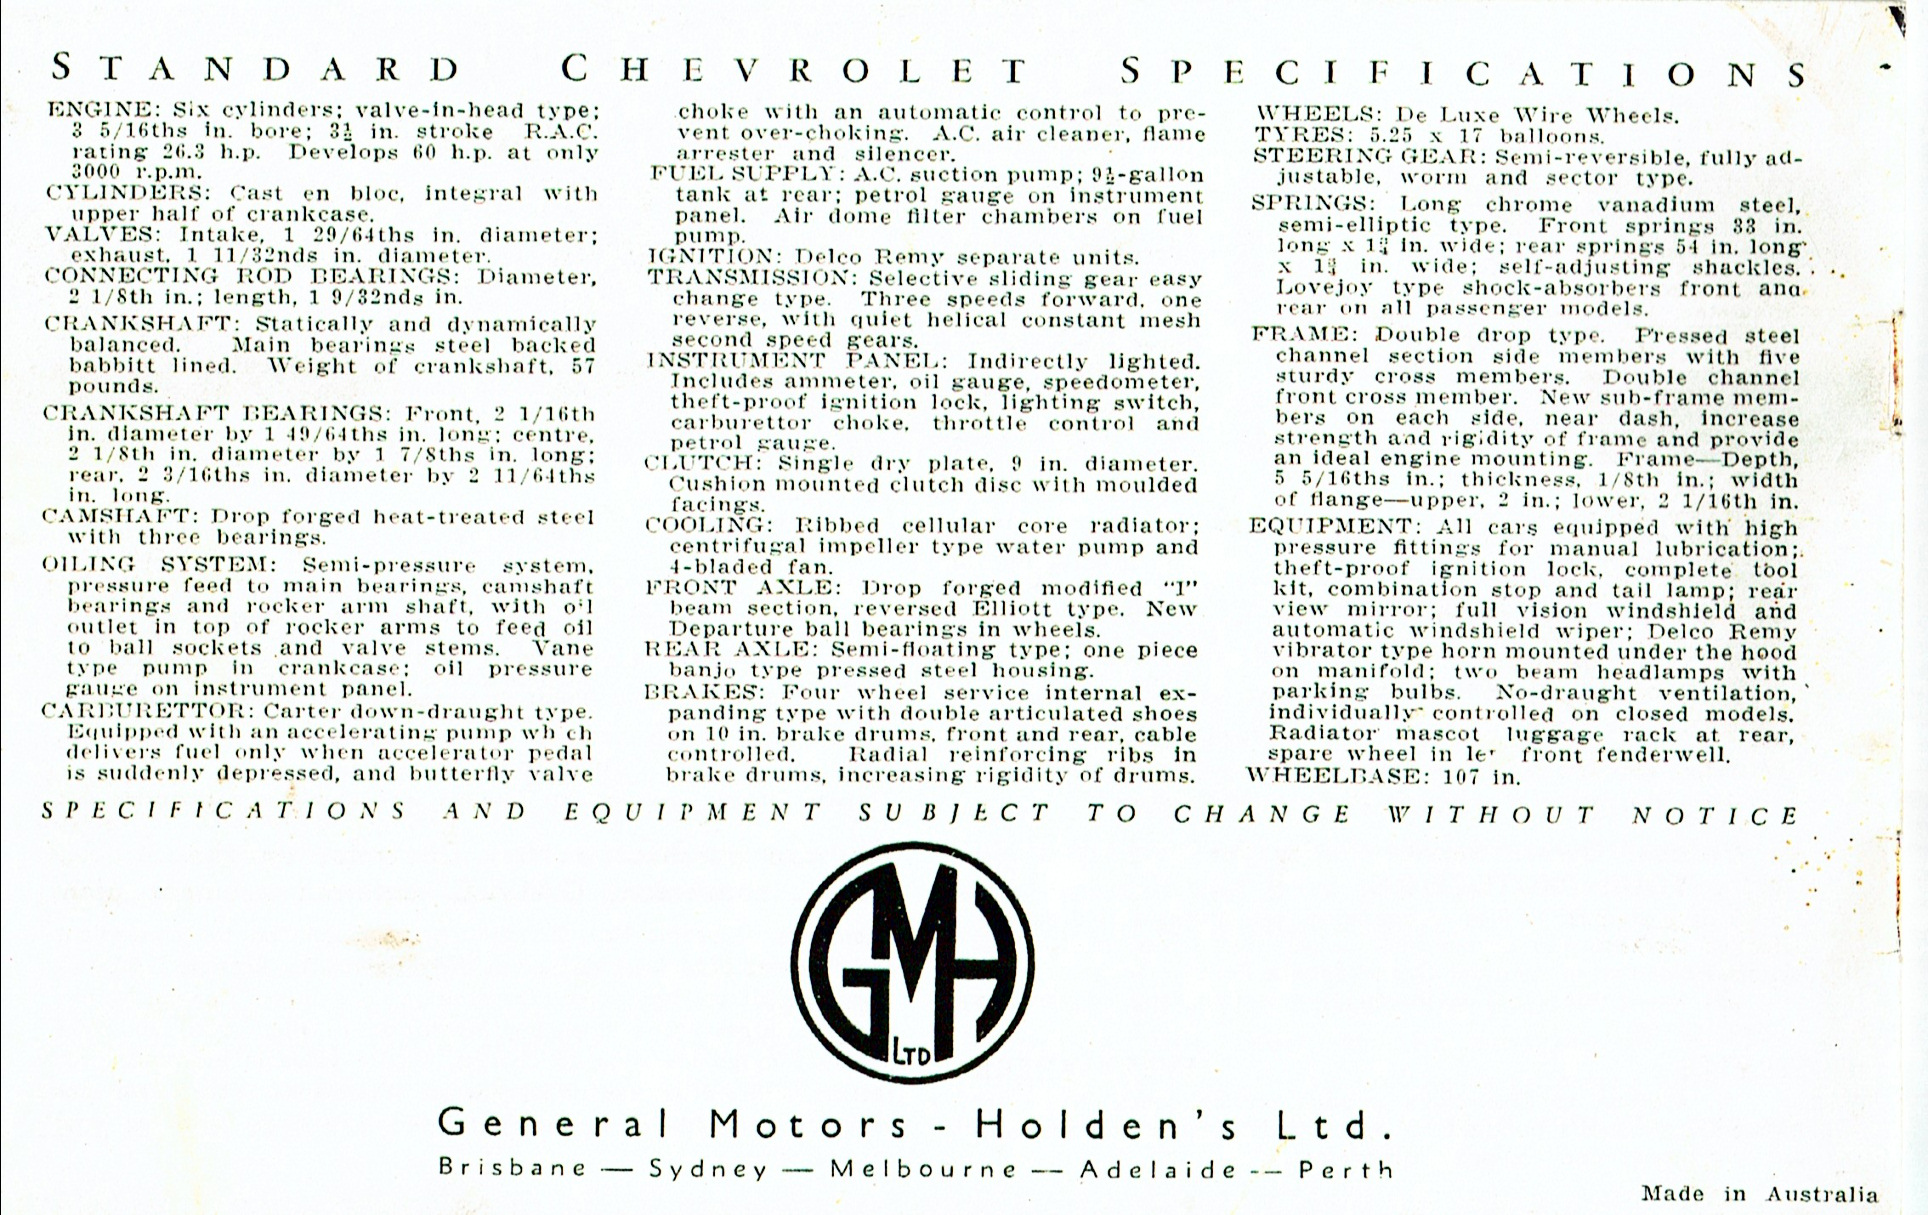 STANDARD CHEVROLET SPECIFICATIONS
ENGINE: Six cylinders; valve-in-head type;
3 5/16ths in. bore; 3½ in. stroke R.A.C.
rating 26.3 h.p. Develops 60 h.p. at only
3000 r.p.m.
CYLINDERS: Cast en bloc, integral with
upper half of crankcase.
VALVES: Intake, 1 29/64ths in. diameter;
exhaust, 1 11/32nds in. diameter.
CONNECTING ROD BEARINGS: Diameter,
2 1/8th in.; length, 1 9/32nds in.
CRANKSHAFT: Statically and dynamically
balanced. Main bearings steel backed
babbitt lined. Weight of crankshaft, 57
pounds.
CRANKSHAFT BEARINGS: Front, 2 1/16th
in. diameter by 1 49/64ths in. long; centre,
2 1/8th in. diameter by 1 7/8ths in. long;
rear, 2 3/16ths in. diameter by 2 11/64ths
in. long.
CAMSHAFT: Drop forged heat-treated steel
with three bearings.
OILING SYSTEM: Semi-pressure system,
pressure feed to main bearings, camshaft
bearings and rocker arm shaft, with oil
outlet in top of rocker arms to feed oil
to ball sockets and valve stems. Vane
type pump in crankcase; oil pressure
gauge on instrument panel.
CARBURETTOR: Carter down-draught type.
Equipped with an accelerating pump wh ch
delivers fuel only when accelerator pedal
is suddenly depressed, and butterfly valve
choke with an automatic control to pre-
vent over-choking. A.C. air cleaner, flame
arrester and silencer.
FUEL SUPPLY: A.C. suction pump; 9½-gallon
tank at rear; petrol gauge on instrument
panel. Air dome filter chambers on fuel
pump.
IGNITION: Delco Remy separate units.
TRANSMISSION: Selective sliding gear easy
change type. Three speeds forward, one
reverse, with quiet helical constant mesh
second speed gears.
INSTRUMENT PANEL: Indirectly lighted.
Includes ammeter, oil gauge, speedometer,
theft-proof ignition lock, lighting switch,
carburettor choke, throttle control and
petrol gauge.
CLUTCH: Single dry plate, 9 in. diameter.
Cushion mounted clutch disc with moulded
facings.
COOLING: Ribbed cellular core radiator;
centrifugal impeller type water pump and
4-bladed fan.
FRONT AXLE: Drop forged modified "I"
beam section, reversed Elliott type. New
Departure ball bearings in wheels.
REAR AXLE: Semi-floating type; one piece
banjo type pressed steel housing.
BRAKES: Four wheel service internal ex-
panding type with double articulated shoes
on 10 in. brake drums, front and rear, cable
controlled. Radial reinforcing ribs in
brake drums, increasing rigidity of drums.
WHEELS: De Luxe Wire Wheels.
TYRES: 5.25 x 17 balloons.
STEERING GEAR: Semi-reversible, fully ad-
justable, worm and sector type.
SPRINGS: Long chrome vanadium steel,
semi-elliptic type. Front springs 33 in.
long x 1¾ in. wide; rear springs 54 in. long
x 1¾ in. wide; self-adjusting shackles.
Lovejoy type shock-absorbers front and
rear on all passenger models.
FRAME: Double drop type. Pressed steel
channel section side members with five
sturdy cross members. Double channel
front cross member. New sub-frame mem-
bers on each side, near dash, increase
strength and rigidity of frame and provide
an ideal engine mounting. Frame—Depth,
5 5/16ths in.; thickness, 1/8th in.; width
of flange—upper, 2 in.; lower, 2 1/16th in.
EQUIPMENT: All cars equipped with high
pressure fittings for manual lubrication;
theft-proof ignition lock, complete tool
kit, combination stop and tail lamp; rear
view mirror; full vision windshield and
automatic windshield wiper; Delco Remy
vibrator type horn mounted under the hood
on manifold; two beam headlamps with
parking bulbs. No-draught ventilation,
individually controlled on closed models.
Radiator mascot luggage rack at rear,
spare wheel in front fenderwell.
WHEELBASE: 107 in.
SPECIFICATIONS AND EQUIPMENT SUBJECT TO CHANGE WITHOUT NOTICE
GMH
LTD
General Motors - Holden's Ltd.
Brisbane — Sydney — Melbourne — Adelaide -- Perth
Made in Australia